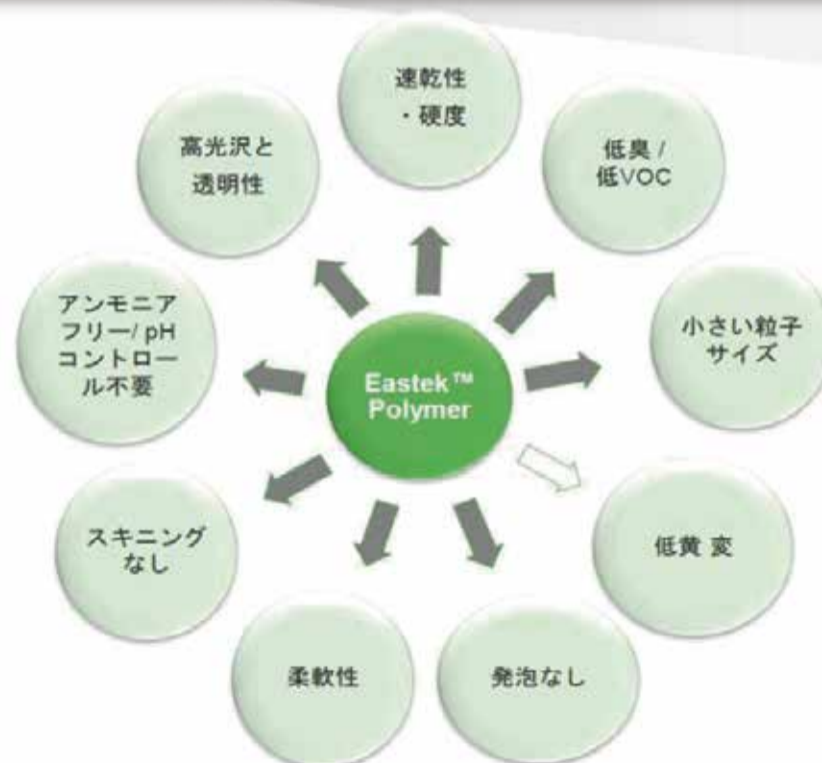 速乾性
・硬度
低臭 /
低VOC
小さい粒子
サイズ
低黄 変
発泡なし
柔軟性
スキニング
なし
アンモニア
フリー/ pH
コントロー
ル不要
高光沢と
透明性
Eastek™
Polymer